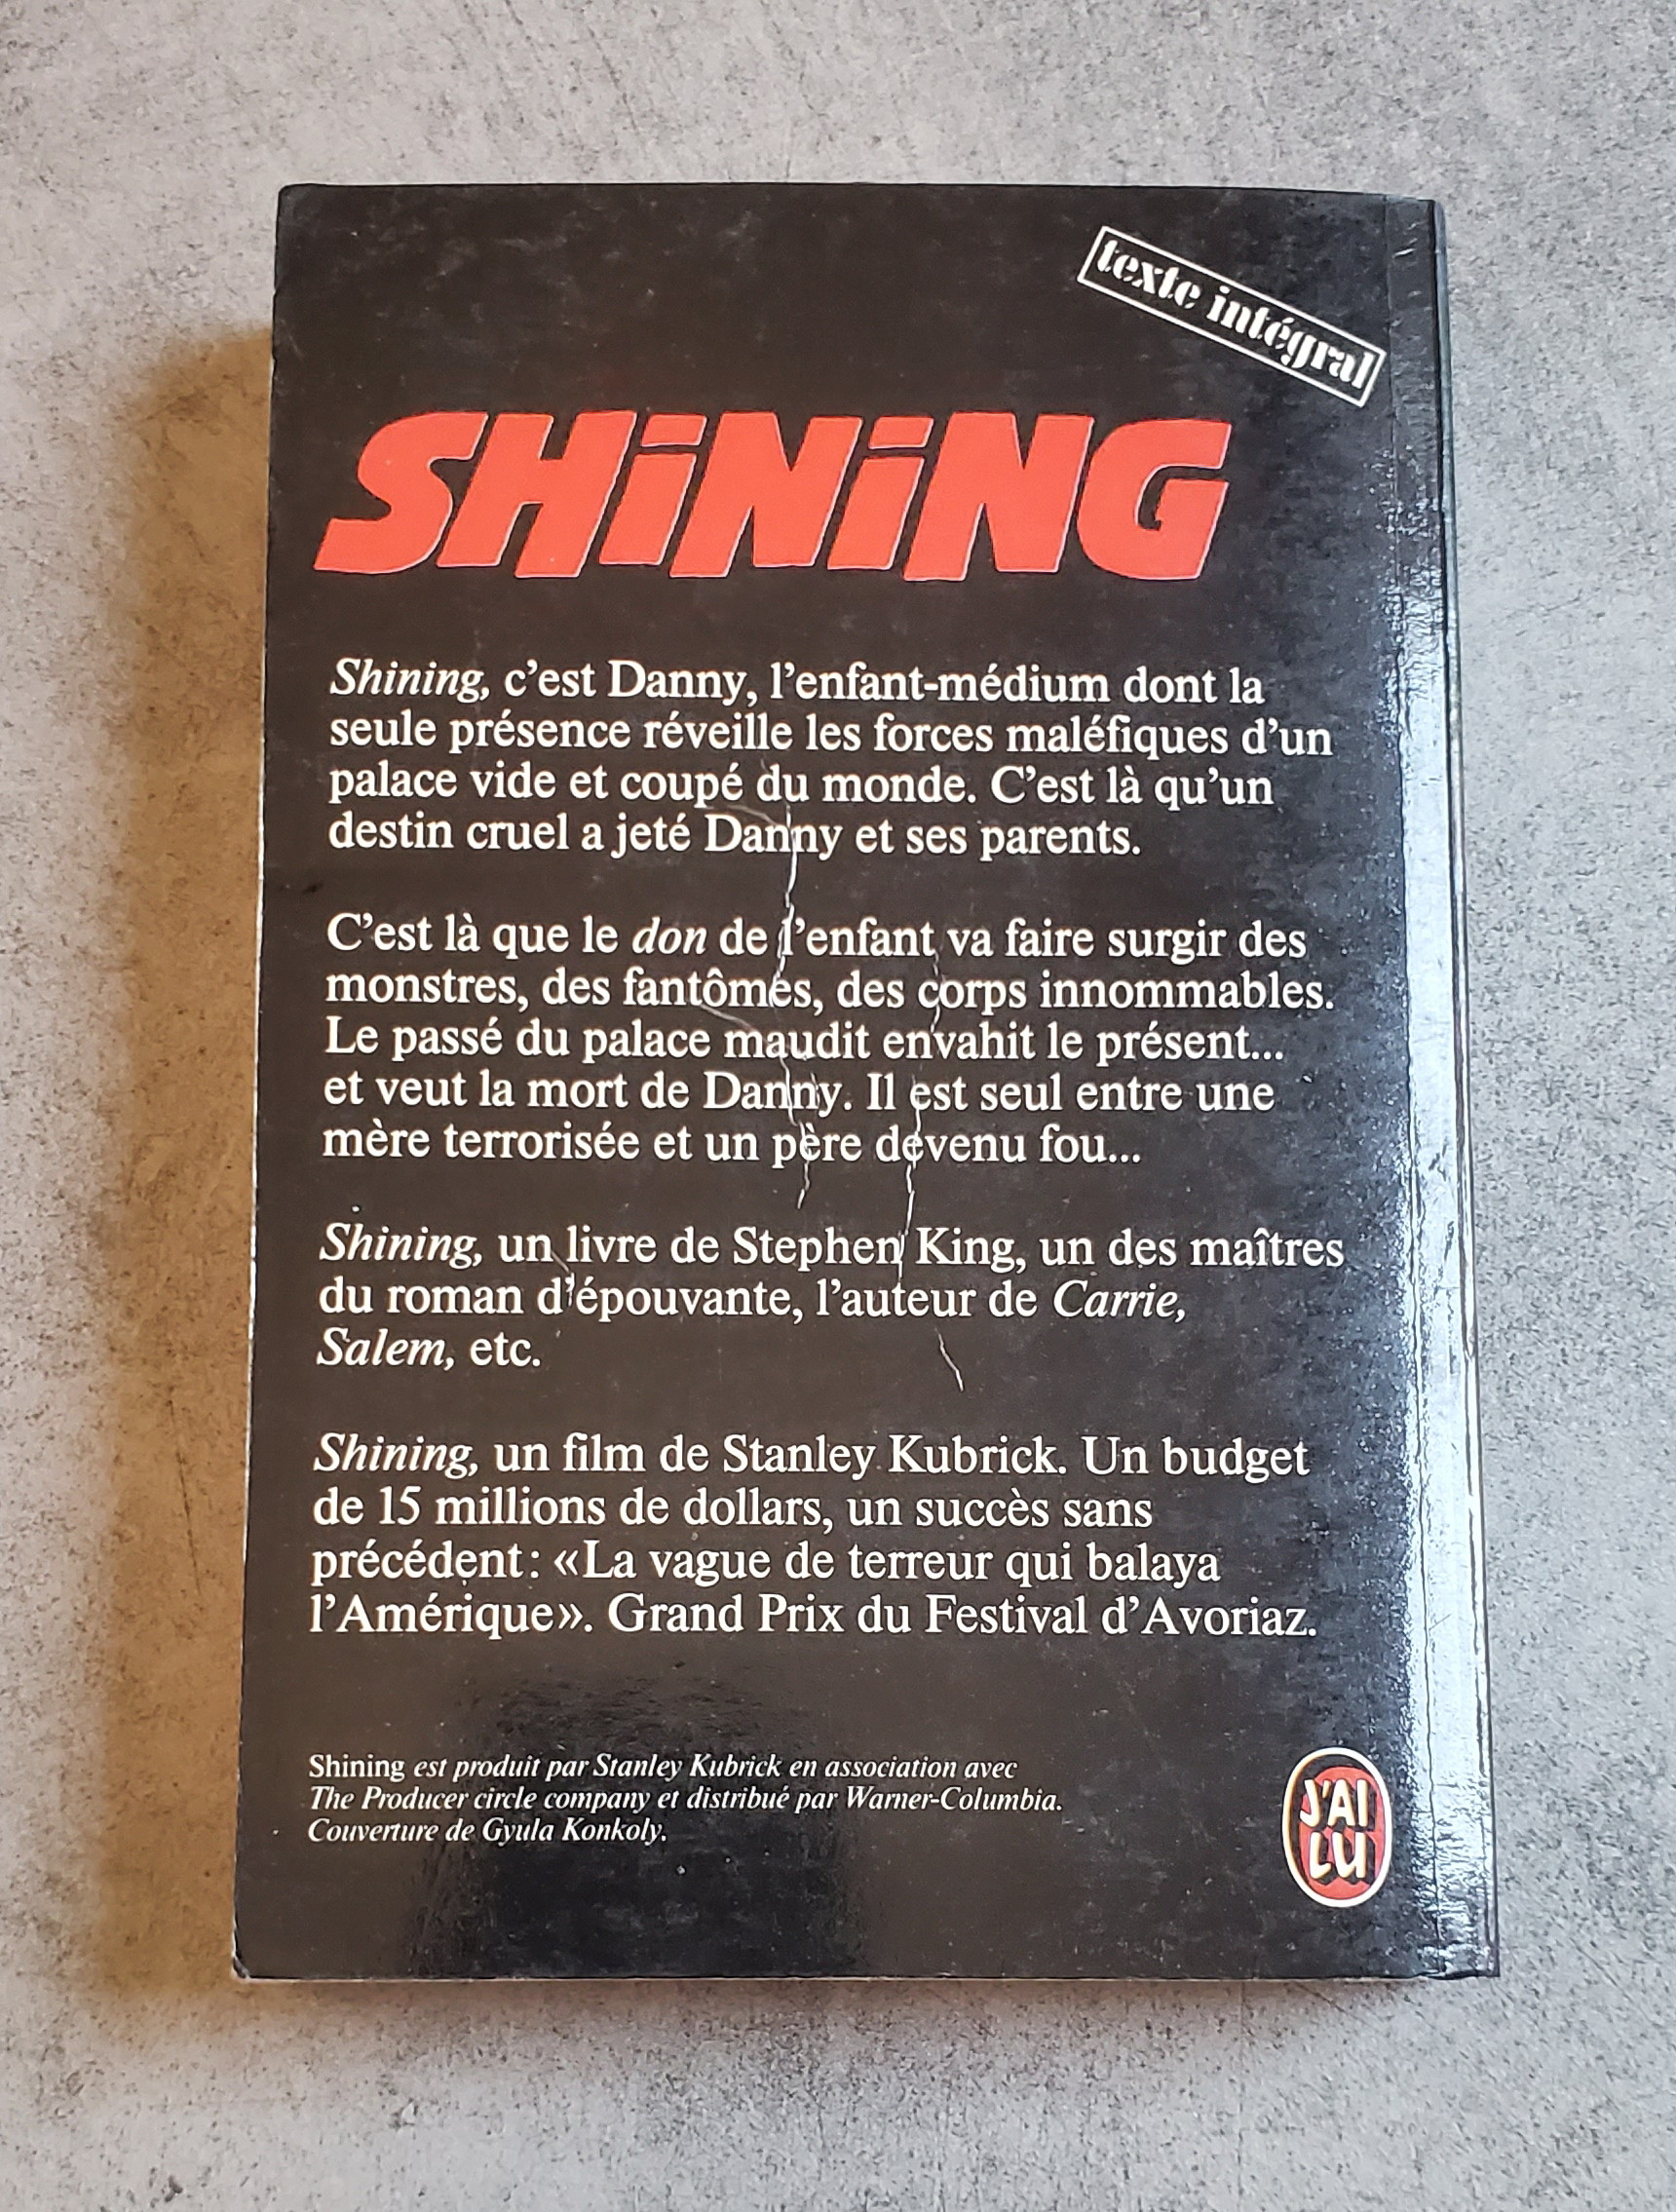 texte intégral
SHiNiNG
Shining, c'est Danny, l'enfant-médium dont la
seule présence réveille les forces maléfiques d'un
palace vide et coupé du monde. C'est là qu'un
destin cruel a jeté Danny et ses parents.
C'est là que le don de l'enfant va faire surgir des
monstres, des fantômes, des corps innommables.
Le passé du palace maudit envahit le présent...
et veut la mort de Danny. Il est seul entre une
mère terrorisée et un père devenu fou...
Shining, un livre de Stephen King, un des maîtres
du roman d'épouvante, l'auteur de Carrie,
Salem, etc.
Shining, un film de Stanley Kubrick. Un budget
de 15 millions de dollars, un succès sans
précédent : «La vague de terreur qui balaya
l'Amérique». Grand Prix du Festival d'Avoriaz.
Shining est produit par Stanley Kubrick en association avec
The Producer circle company et distribué par Warner-Columbia.
Couverture de Gyula Konkoly.
J'AI
LU